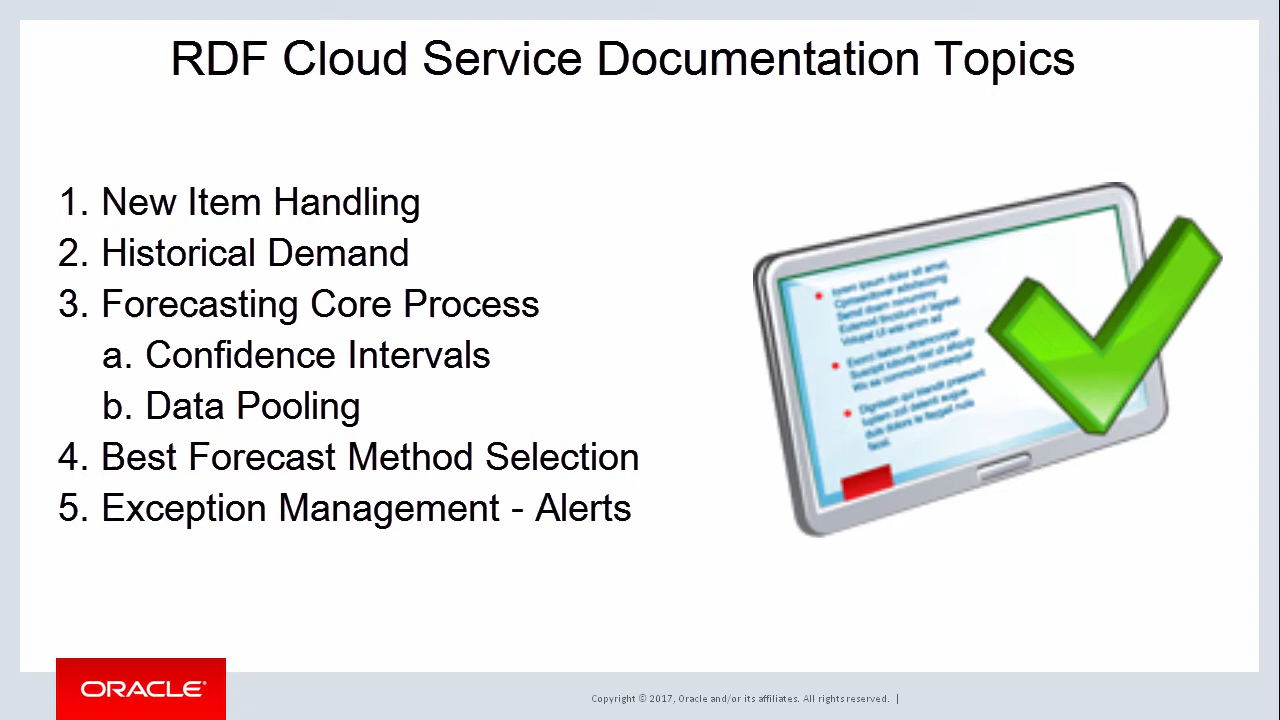 RDF Cloud Service Documentation Topics
1. New Item Handling
2. Historical Demand
3. Forecasting Core Process
a. Confidence Intervals
b. Data Pooling
4. Best Forecast Method Selection
5. Exception Management - Alerts
ORACLE
Copyright © 2017, Oracle and/or its affiliates. All rights reserved. |